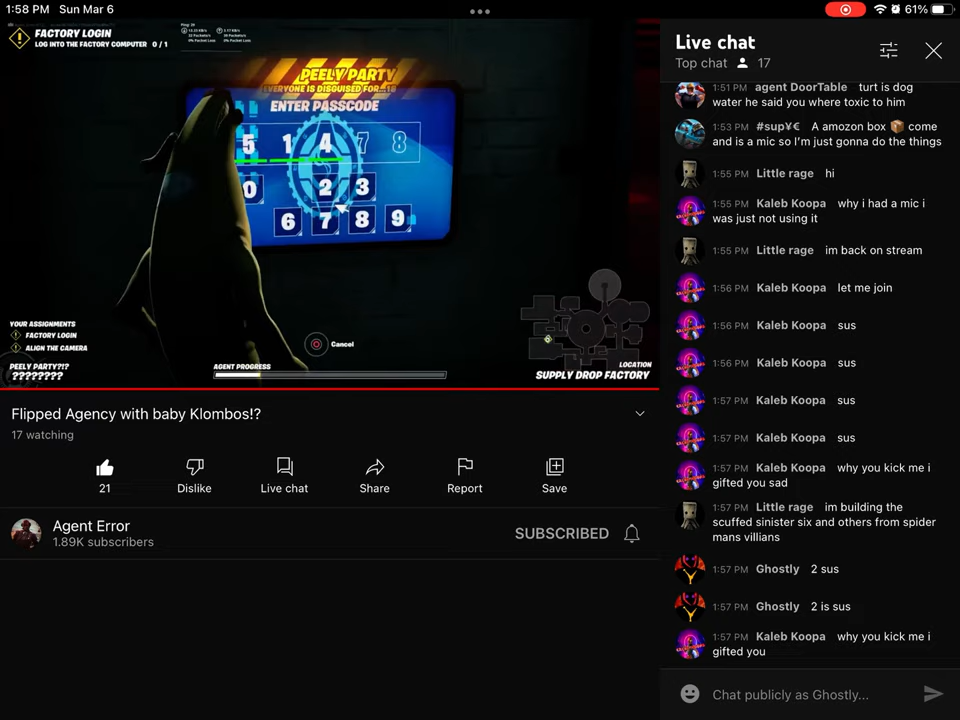 1:58 PM Sun Mar 6
61%
FACTORY LOGIN
LOG INTO THE FACTORY COMPUTER 0 / 1
PEELY PARTY
EVERYONE IS DISGUISED FOR...
ENTER PASSCODE
5 1 4 7 8
0 2 3
6 7 8 9
YOUR ASSIGNMENTS
FACTORY LOGIN
ALIGN THE CAMERA
PEELY PARTY?!?
????????
Cancel
AGENT PROGRESS
LOCATION
SUPPLY DROP FACTORY
Flipped Agency with baby Klombos!?
17 watching
21
Dislike
Live chat
Share
Report
Save
Agent Error
1.89K subscribers
SUBSCRIBED
Live chat
Top chat 17
1:51 PM agent DoorTable turt is dog
water he said you where toxic to him
1:53 PM #sup¥€ A amozon box 📦 come
and is a mic so I'm just gonna do the things
1:55 PM Little rage hi
1:55 PM Kaleb Koopa why i had a mic i
was just not using it
1:55 PM Little rage im back on stream
1:56 PM Kaleb Koopa let me join
1:56 PM Kaleb Koopa sus
1:56 PM Kaleb Koopa sus
1:57 PM Kaleb Koopa sus
1:57 PM Kaleb Koopa sus
1:57 PM Kaleb Koopa why you kick me i
gifted you sad
1:57 PM Little rage im building the
scuffed sinister six and others from spider
mans villians
1:57 PM Ghostly 2 sus
1:57 PM Ghostly 2 is sus
1:57 PM Kaleb Koopa why you kick me i
gifted you
Chat publicly as Ghostly...